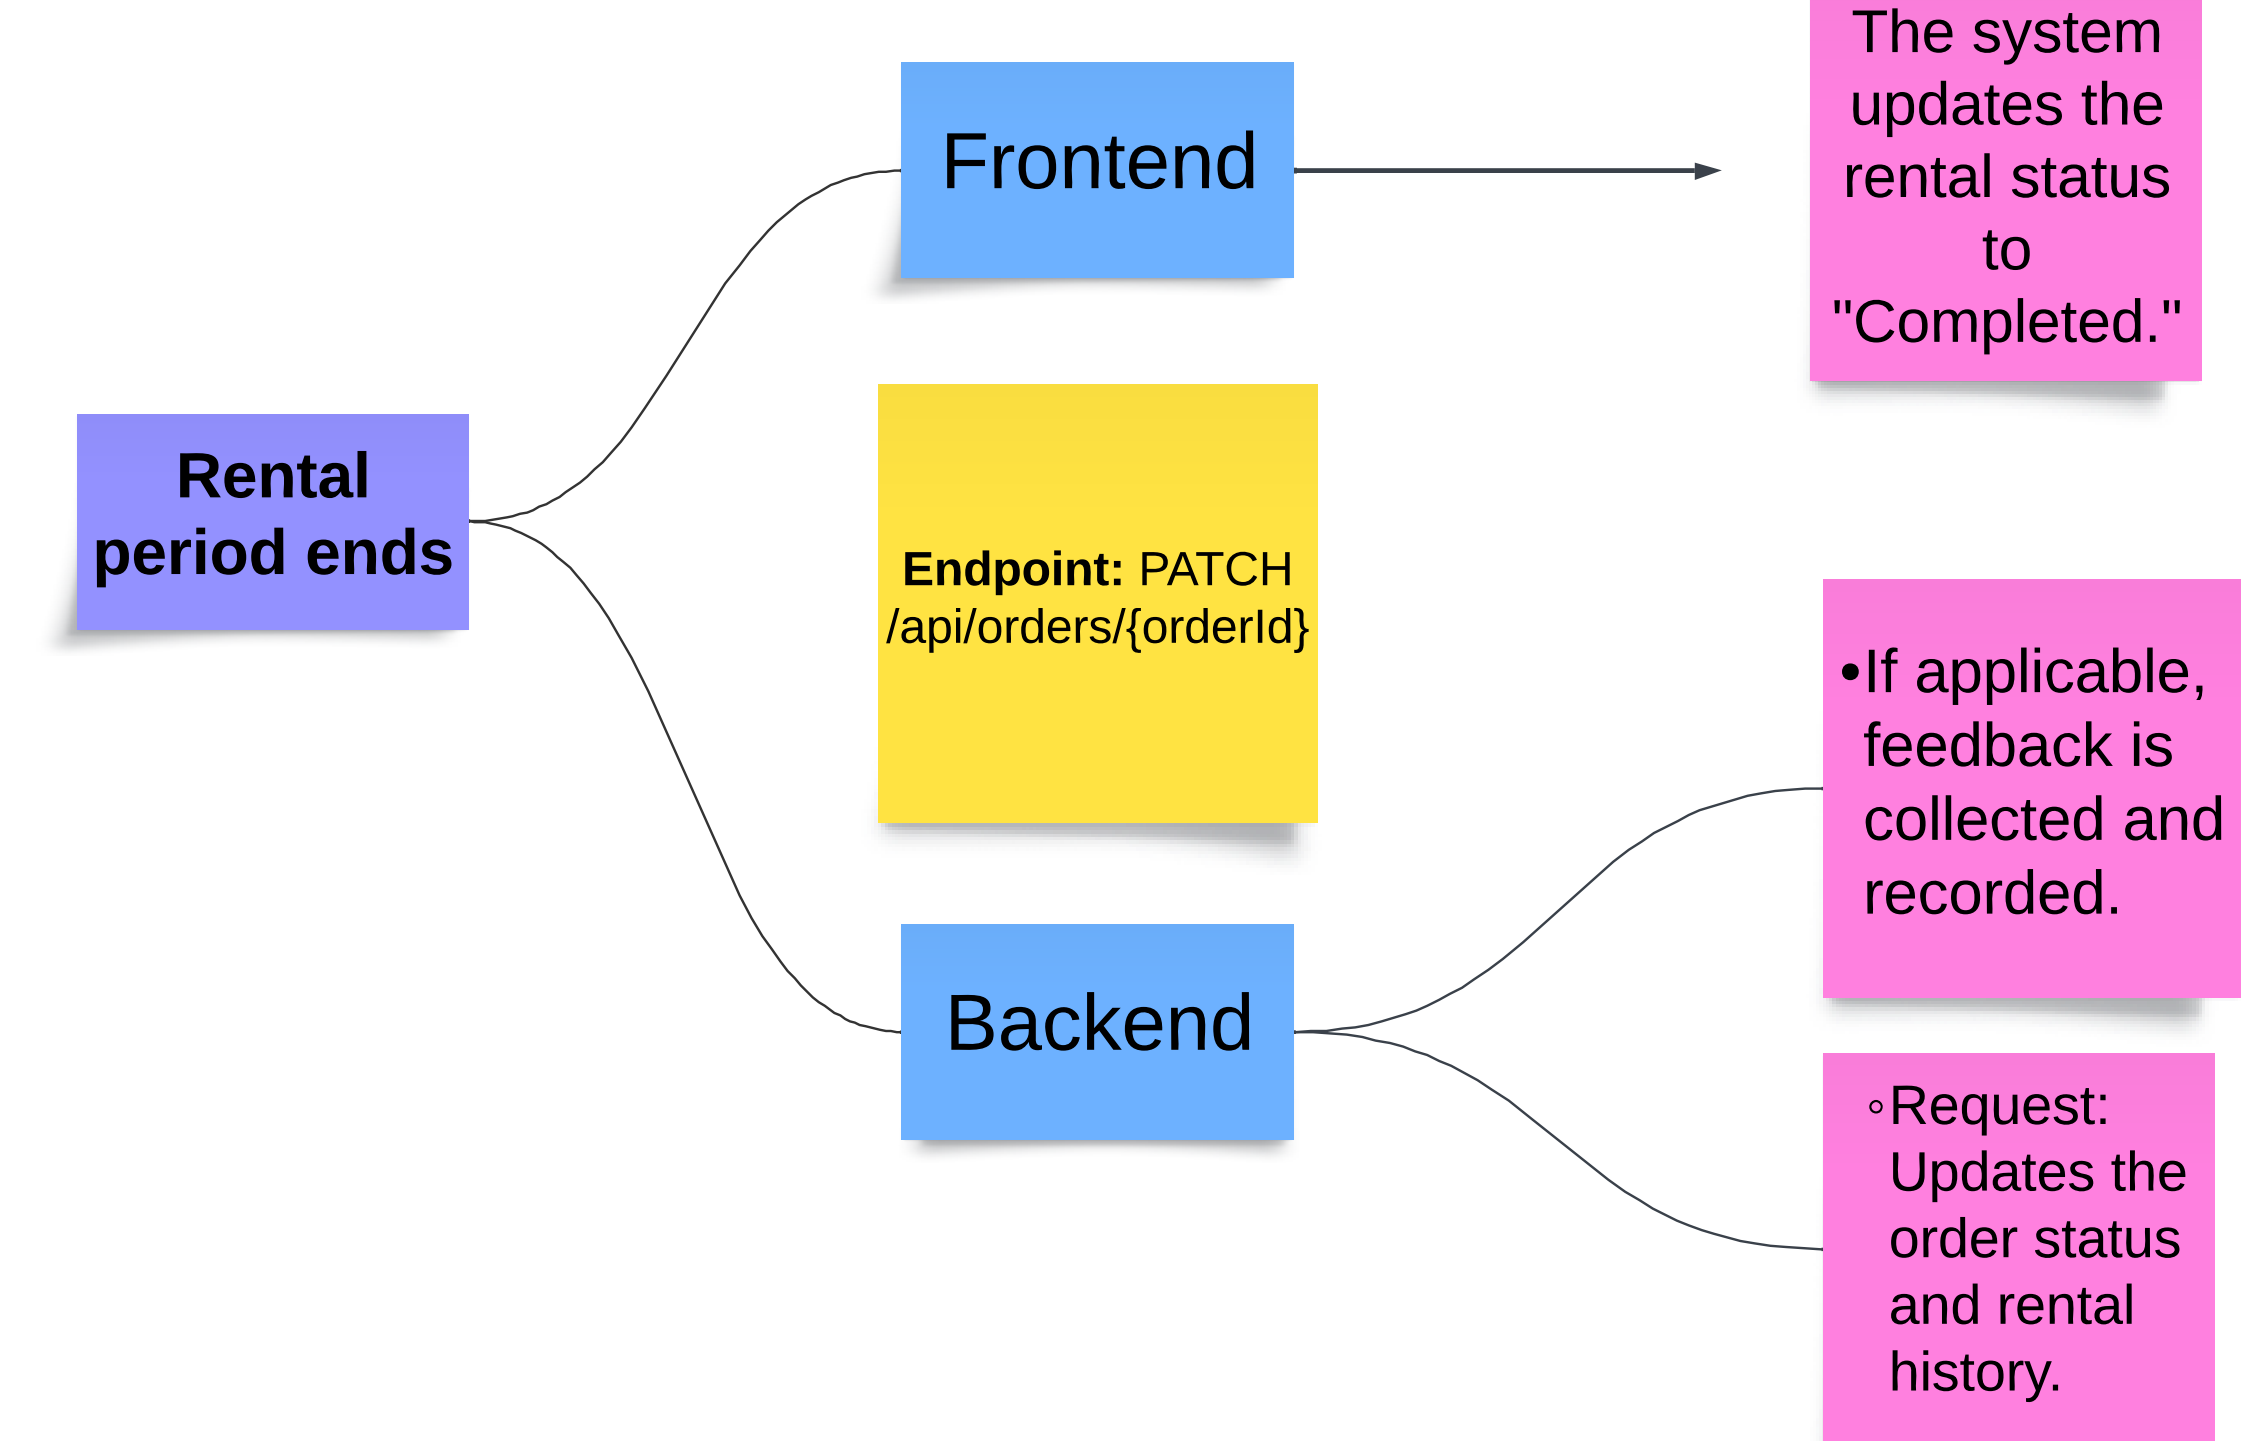 The system
updates the
rental status
to
"Completed."
Frontend
Rental
period ends
Endpoint: PATCH
/api/orders/{orderId}
•If applicable,
feedback is
collected and
recorded.
Backend
◦Request:
Updates the
order status
and rental
history.